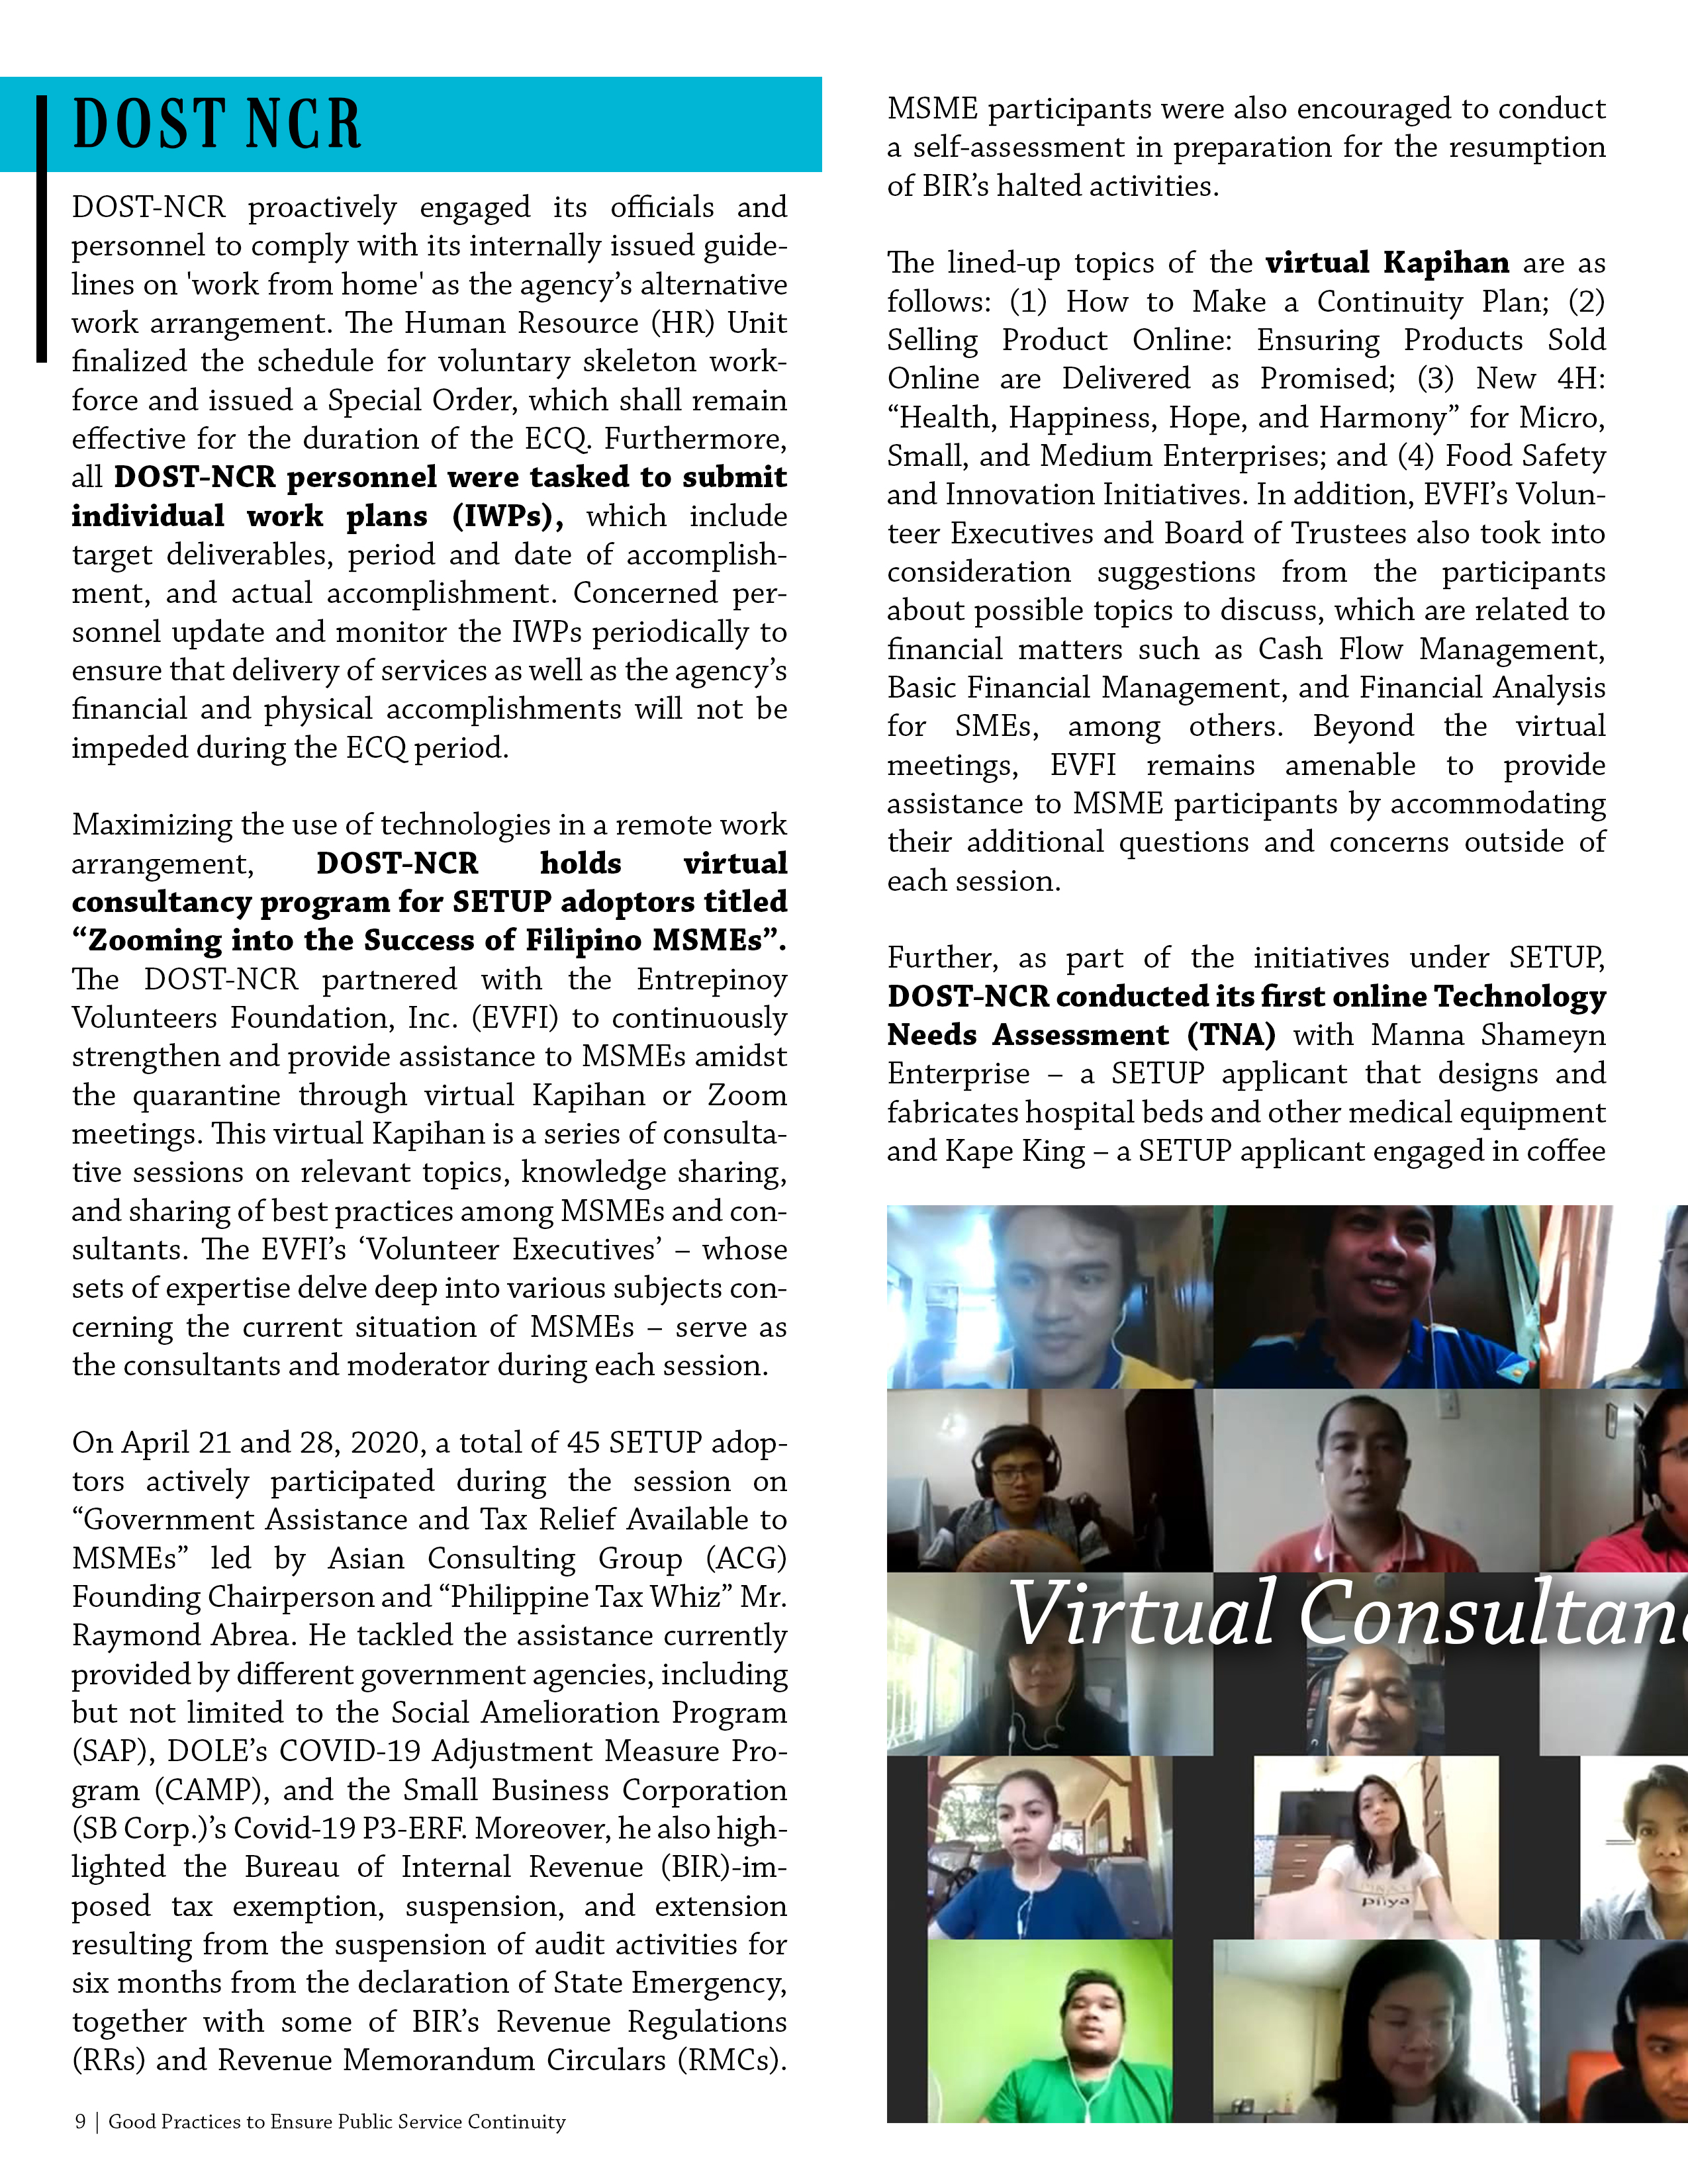 DOST NCR
DOST-NCR proactively engaged its officials and
personnel to comply with its internally issued guide-
lines on 'work from home' as the agency’s alternative
work arrangement. The Human Resource (HR) Unit
finalized the schedule for voluntary skeleton work-
force and issued a Special Order, which shall remain
effective for the duration of the ECQ. Furthermore,
all DOST-NCR personnel were tasked to submit
individual work plans (IWPs), which include
target deliverables, period and date of accomplish-
ment, and actual accomplishment. Concerned per-
sonnel update and monitor the IWPs periodically to
ensure that delivery of services as well as the agency’s
financial and physical accomplishments will not be
impeded during the ECQ period.
Maximizing the use of technologies in a remote work
arrangement, DOST-NCR holds virtual
consultancy program for SETUP adoptors titled
“Zooming into the Success of Filipino MSMEs”.
The DOST-NCR partnered with the Entrepinoy
Volunteers Foundation, Inc. (EVFI) to continuously
strengthen and provide assistance to MSMEs amidst
the quarantine through virtual Kapihan or Zoom
meetings. This virtual Kapihan is a series of consulta-
tive sessions on relevant topics, knowledge sharing,
and sharing of best practices among MSMEs and con-
sultants. The EVFI’s ‘Volunteer Executives’ – whose
sets of expertise delve deep into various subjects con-
cerning the current situation of MSMEs – serve as
the consultants and moderator during each session.
On April 21 and 28, 2020, a total of 45 SETUP adop-
tors actively participated during the session on
“Government Assistance and Tax Relief Available to
MSMEs” led by Asian Consulting Group (ACG)
Founding Chairperson and “Philippine Tax Whiz” Mr.
Raymond Abrea. He tackled the assistance currently
provided by different government agencies, including
but not limited to the Social Amelioration Program
(SAP), DOLE’s COVID-19 Adjustment Measure Pro-
gram (CAMP), and the Small Business Corporation
(SB Corp.)’s Covid-19 P3-ERF. Moreover, he also high-
lighted the Bureau of Internal Revenue (BIR)-im-
posed tax exemption, suspension, and extension
resulting from the suspension of audit activities for
six months from the declaration of State Emergency,
together with some of BIR’s Revenue Regulations
(RRs) and Revenue Memorandum Circulars (RMCs).
MSME participants were also encouraged to conduct
a self-assessment in preparation for the resumption
of BIR’s halted activities.
The lined-up topics of the virtual Kapihan are as
follows: (1) How to Make a Continuity Plan; (2)
Selling Product Online: Ensuring Products Sold
Online are Delivered as Promised; (3) New 4H:
“Health, Happiness, Hope, and Harmony” for Micro,
Small, and Medium Enterprises; and (4) Food Safety
and Innovation Initiatives. In addition, EVFI’s Volun-
teer Executives and Board of Trustees also took into
consideration suggestions from the participants
about possible topics to discuss, which are related to
financial matters such as Cash Flow Management,
Basic Financial Management, and Financial Analysis
for SMEs, among others. Beyond the virtual
meetings, EVFI remains amenable to provide
assistance to MSME participants by accommodating
their additional questions and concerns outside of
each session.
Further, as part of the initiatives under SETUP,
DOST-NCR conducted its first online Technology
Needs Assessment (TNA) with Manna Shameyn
Enterprise – a SETUP applicant that designs and
fabricates hospital beds and other medical equipment
and Kape King – a SETUP applicant engaged in coffee
Virtual Consultanc
piiya
9 | Good Practices to Ensure Public Service Continuity